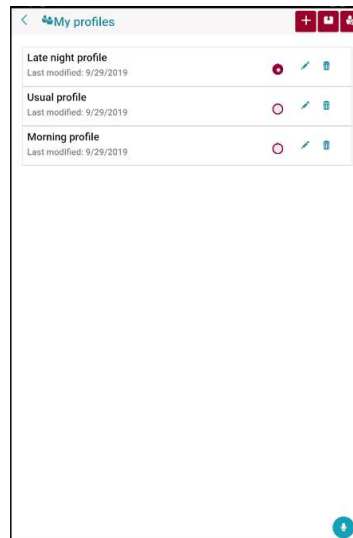 My profiles
Late night profile
Last modified: 9/29/2019
Usual profile
Last modified: 9/29/2019
Morning profile
Last modified: 9/29/2019